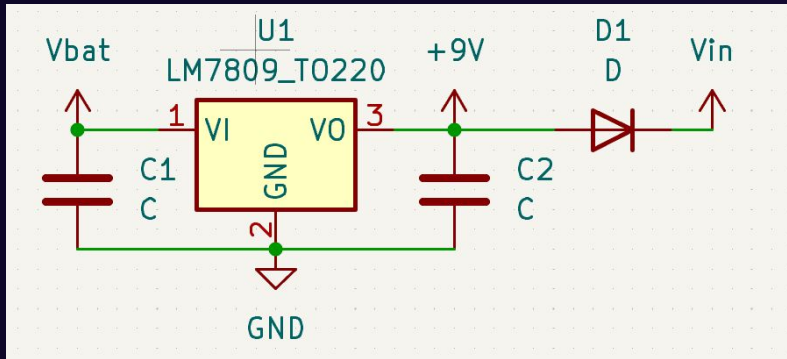 U1
LM7809_TO220
Vbat
+9V
D1
D
Vin
1
VI
VO
3
GND
2
C1
C
C2
C
GND